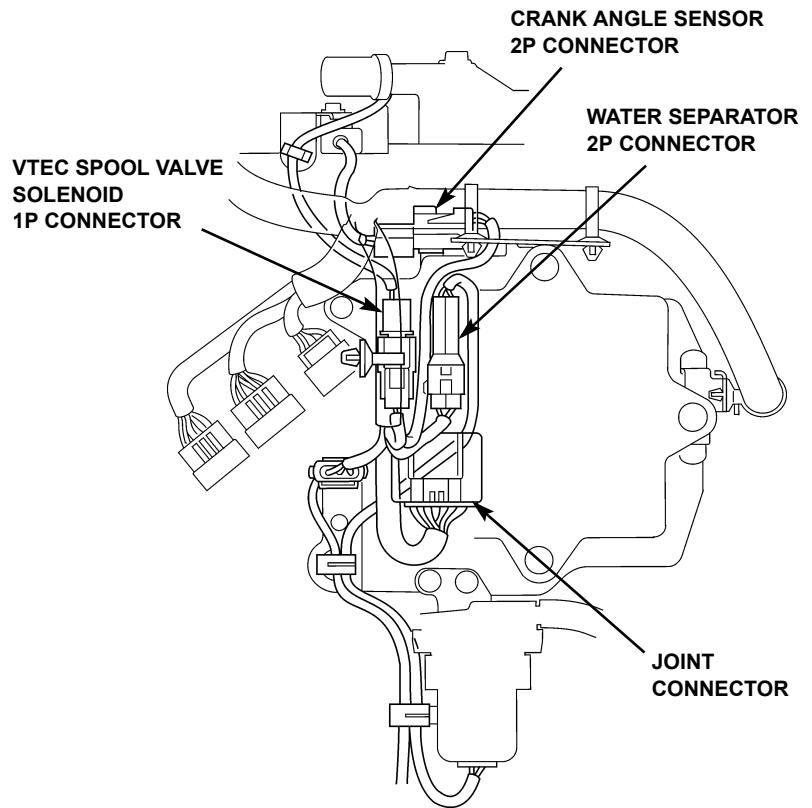 CRANK ANGLE SENSOR
2P CONNECTOR
WATER SEPARATOR
2P CONNECTOR
VTEC SPOOL VALVE
SOLENOID
1P CONNECTOR
JOINT
CONNECTOR